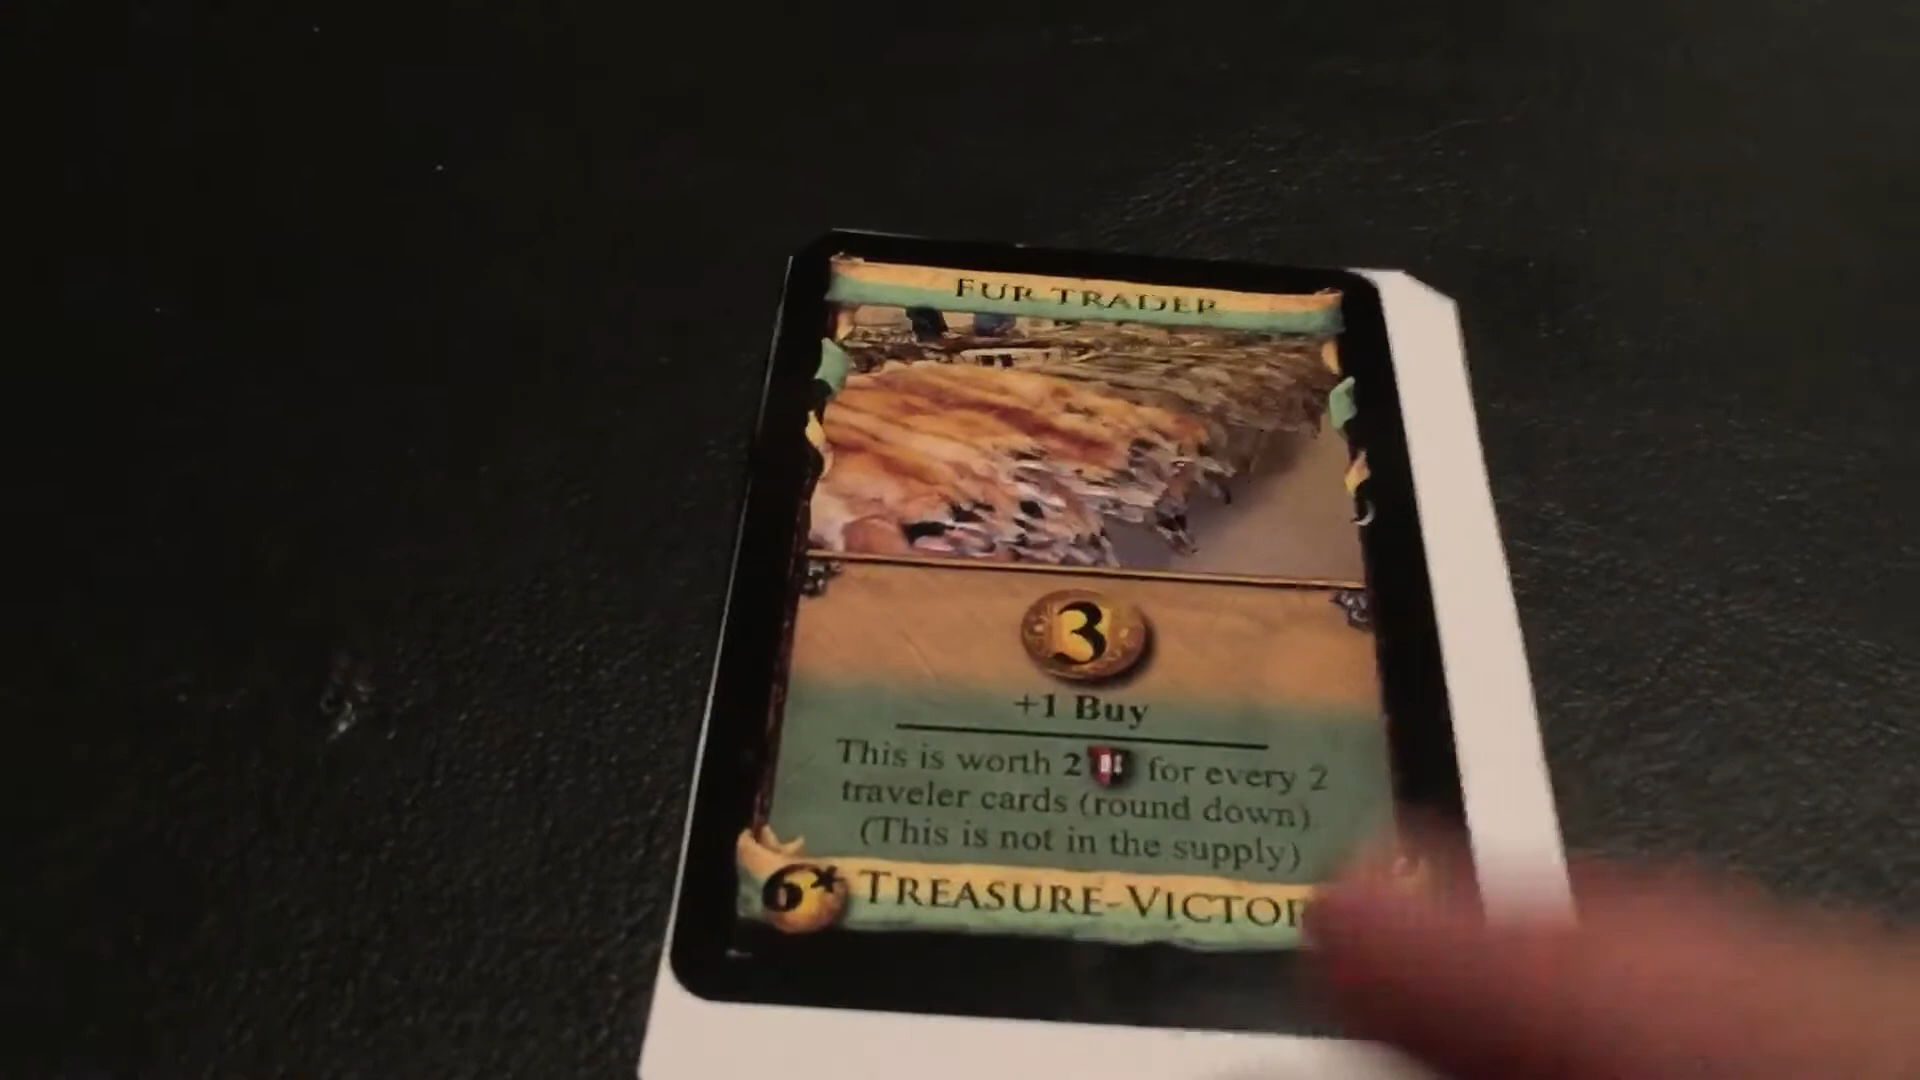 FUR TRADER
3
+1 Buy
This is worth 2 for every 2
traveler cards (round down).
(This is not in the supply)
6* TREASURE-VICTOR